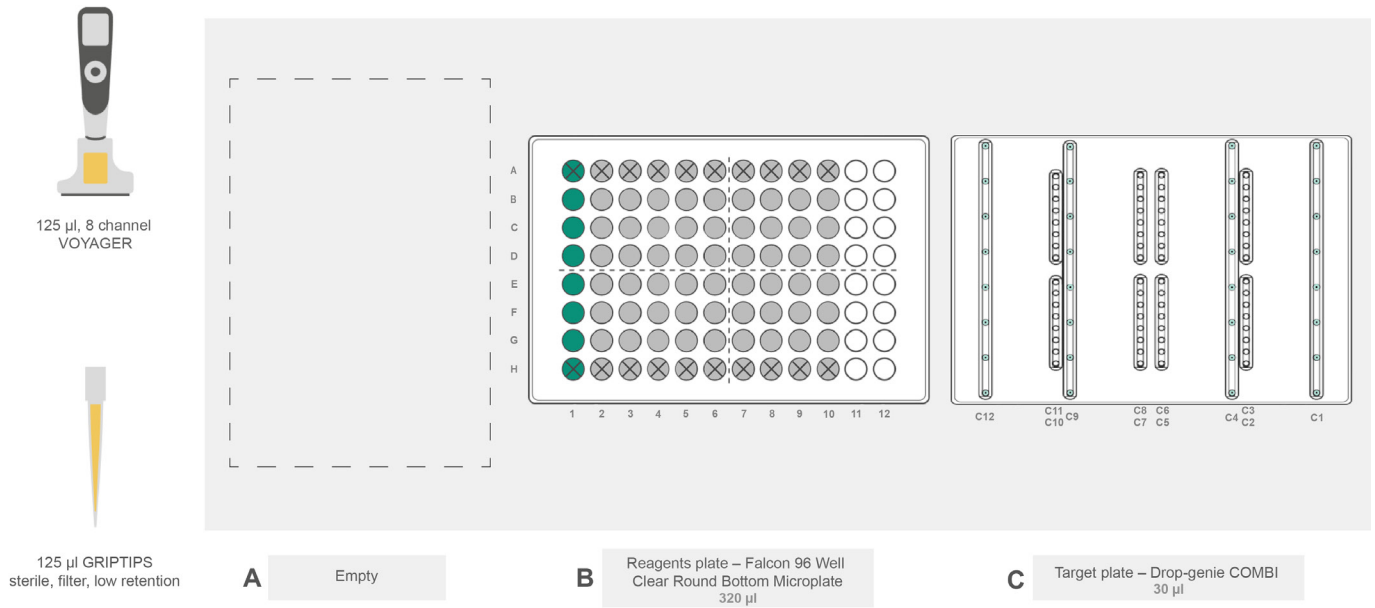 125 µl, 8 channel
VOYAGER
125 µl GRIPTIPS
sterile, filter, low retention
A
B
C
D
E
F
G
H
1 2 3 4 5 6 7 8 9 10 11 12
C12 C11 C9 C8 C6 C4 C3 C1
C10 C7 C5 C2
A Empty
B Reagents plate – Falcon 96 Well
Clear Round Bottom Microplate
320 µl
C Target plate – Drop-genie COMBI
30 µl